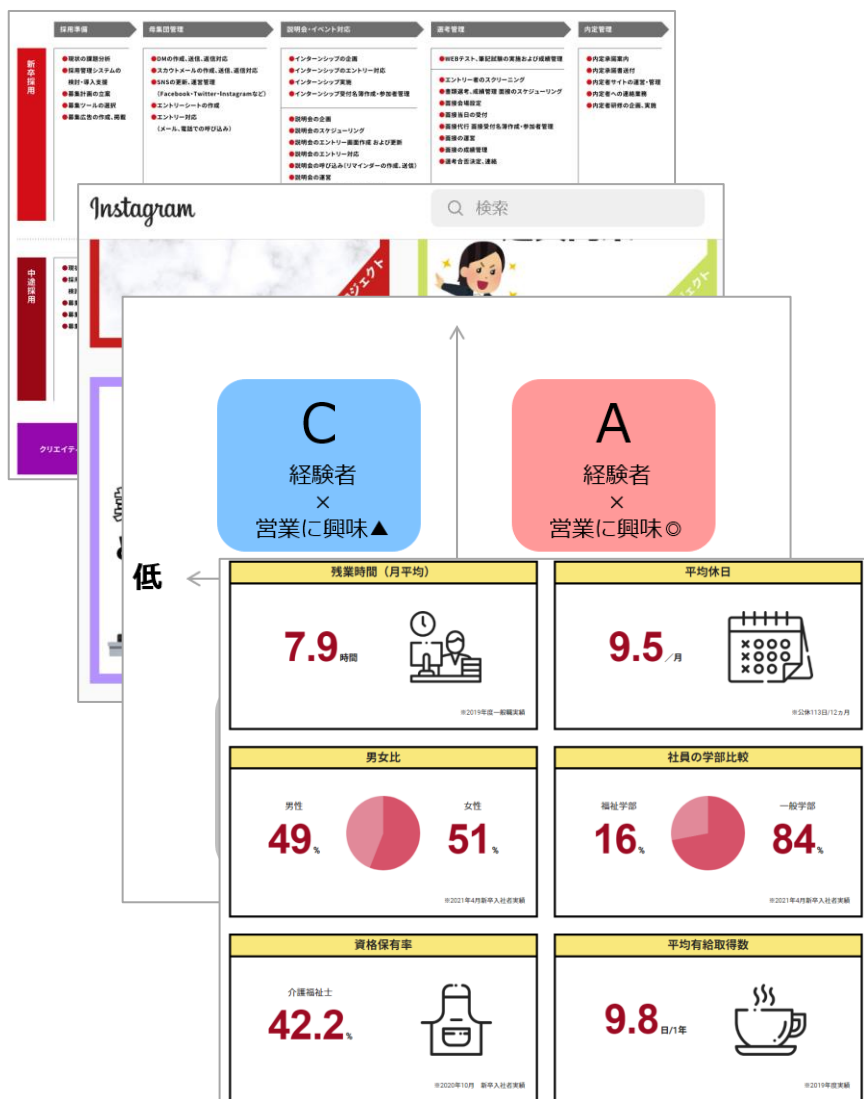 採用準備
母集団管理
説明会・イベント対応
選考管理
内定管理
新卒採用
●現状の課題分析
●採用管理システムの
検討・導入支援
●募集計画の立案
●募集ツールの選択
●募集広告の作成、掲載
●DMの作成、送信、返信対応
●スカウトメールの作成、送信、返信対応
●SNSの更新、運営管理
(Facebook・Twitter・Instagramなど)
●エントリーシートの作成
●エントリー対応
(メール、電話での呼び込み)
●インターンシップの企画
●インターンシップのエントリー対応
●インターンシップ実施
●インターンシップ受付名簿作成・参加者管理
●説明会の企画
●説明会のスケジューリング
●説明会のエントリー画面作成 および更新
●説明会のエントリー対応
●説明会の呼び込み(リマインダーの作成、送信)
●説明会の運営
●WEBテスト、筆記試験の実施および成績管理
●エントリー者のスクリーニング
●書類選考、成績管理 面接のスケジューリング
●面接会場設定
●面接当日の受付
●面接代行 面接受付名簿作成・参加者管理
●面接の運営
●面接の成績管理
●選考合否決定、連絡
●内定承諾案内
●内定承諾書送付
●内定者サイトの運営・管理
●内定者への連絡業務
●内定者研修の企画、実施
中途採用
クリエイテ
Instagram
検索
ジェクト
ジェクト
C
経験者
×
営業に興味▲
A
経験者
×
営業に興味◎
低
残業時間（月平均）
7.9時間
※2019年度一般職実績
平均休日
9.5／月
※公休113日/12ヵ月
男女比
男性
49%
女性
51%
※2021年4月新卒入社者実績
社員の学部比較
福祉学部
16%
一般学部
84%
※2021年4月新卒入社者実績
資格保有率
介護福祉士
42.2%
※2020年10月 新卒入社者実績
平均有給取得数
9.8日/1年
※2019年度実績